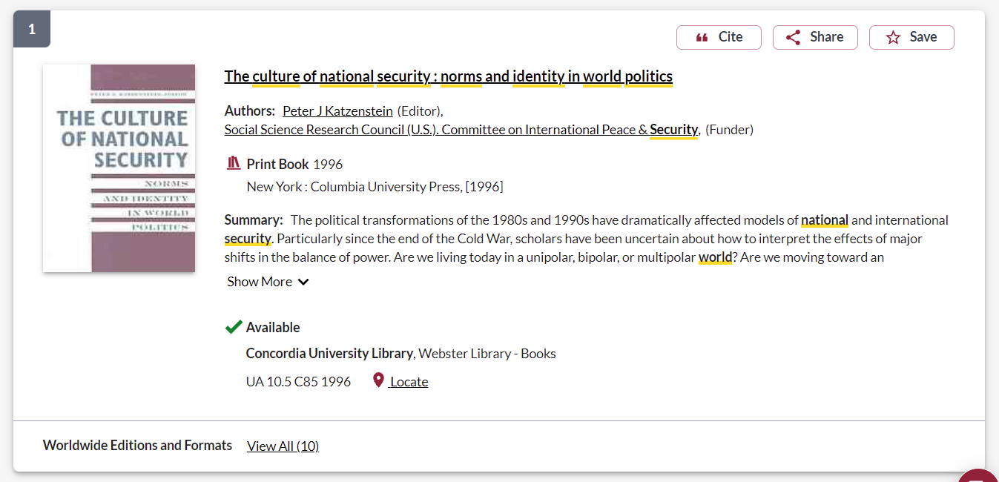 1
Cite
Share
Save
THE CULTURE
OF NATIONAL
SECURITY
NORMS
AND IDENTITY
IN WORLD
POLITICS
The culture of national security : norms and identity in world politics
Authors: Peter J Katzenstein (Editor),
Social Science Research Council (U.S.). Committee on International Peace & Security, (Funder)
Print Book 1996
New York : Columbia University Press, [1996]
Summary: The political transformations of the 1980s and 1990s have dramatically affected models of national and international
security. Particularly since the end of the Cold War, scholars have been uncertain about how to interpret the effects of major
shifts in the balance of power. Are we living today in a unipolar, bipolar, or multipolar world? Are we moving toward an
Show More
Available
Concordia University Library, Webster Library - Books
UA 10.5 C85 1996 Locate
Worldwide Editions and Formats View All (10)